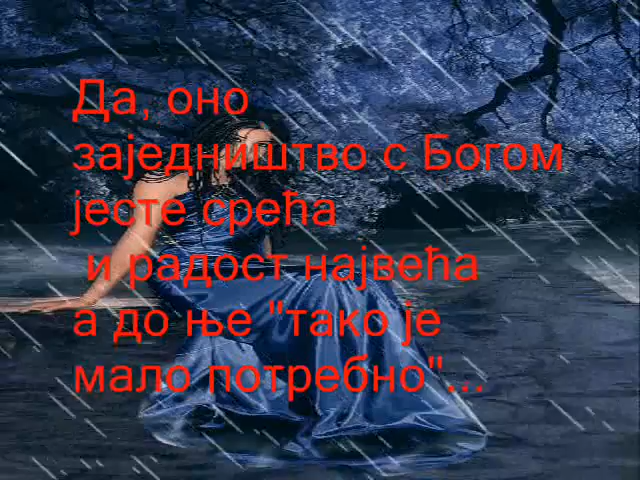 Да, оно
заједништво с Богом
јесте срећа
и радост највећа
а до ње "тако је
мало потребно"...